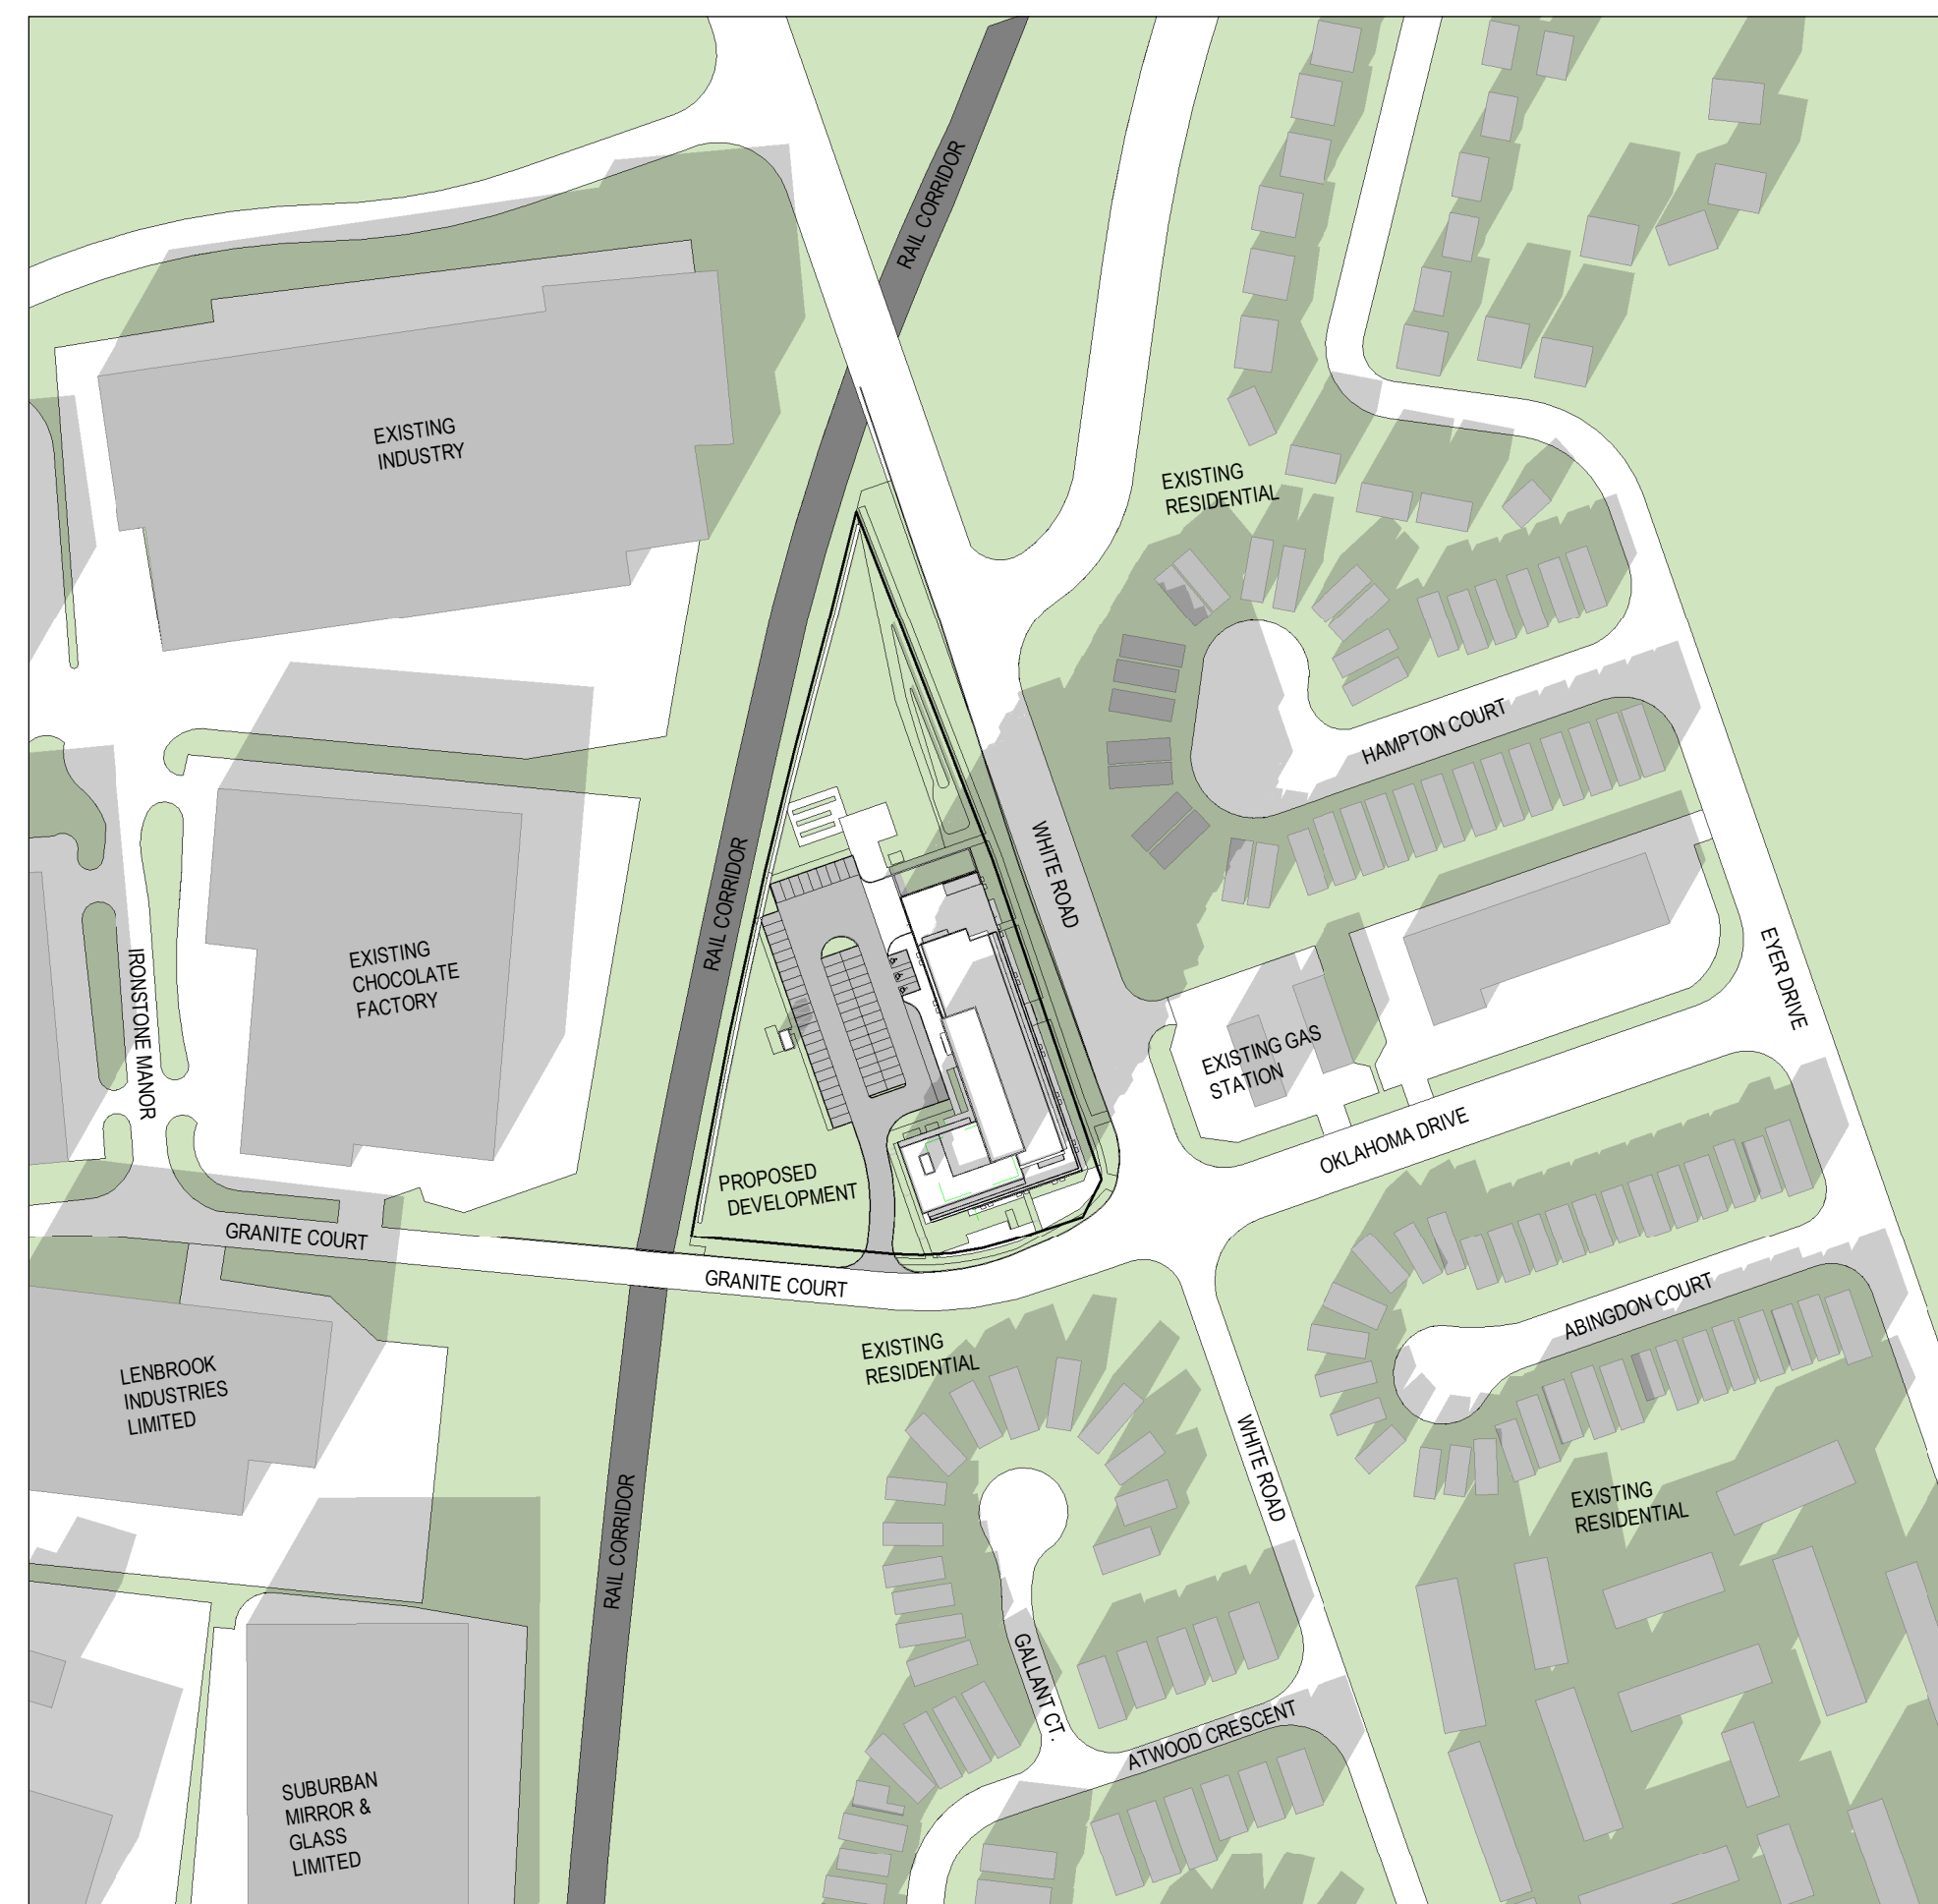 RAIL CORRIDOR
EXISTING
INDUSTRY
EXISTING
RESIDENTIAL
HAMPTON COURT
WHITE ROAD
RAIL CORRIDOR
EXISTING
CHOCOLATE
FACTORY
IRONSTONE MANOR
EYER DRIVE
EXISTING GAS
STATION
OKLAHOMA DRIVE
PROPOSED
DEVELOPMENT
GRANITE COURT
GRANITE COURT
ABINGDON COURT
EXISTING
RESIDENTIAL
LENBROOK
INDUSTRIES
LIMITED
WHITE ROAD
RAIL CORRIDOR
EXISTING
RESIDENTIAL
GALLANT CT.
ATWOOD CRESCENT
SUBURBAN
MIRROR &
GLASS
LIMITED